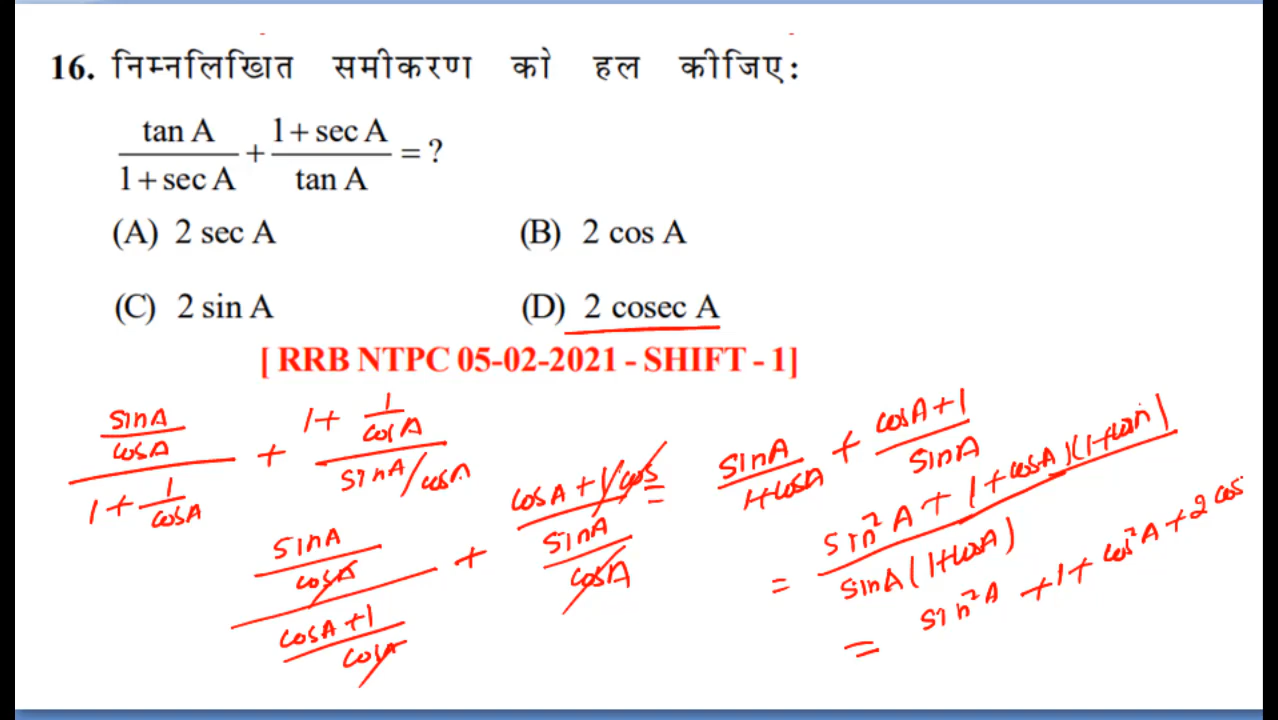 16. निम्नलिखित समीकरण को हल कीजिए:
tan A / 1 + sec A + 1 + sec A / tan A = ?
(A) 2 sec A (B) 2 cos A
(C) 2 sin A (D) 2 cosec A
[ RRB NTPC 05-02-2021 - SHIFT - 1]
sinA/cosA / 1 + 1/cosA + 1 + 1/cosA / sinA/cosA
sinA/cosA / cosA + 1/cosA + cosA + 1/cos / sinA/cosA = sinA / 1+cosA + cosA + 1 / sinA
= sin²A + 1 + cosA)(1 + cosA) / sinA(1+cosA)
= sin²A + 1 + cos²A + 2 cos